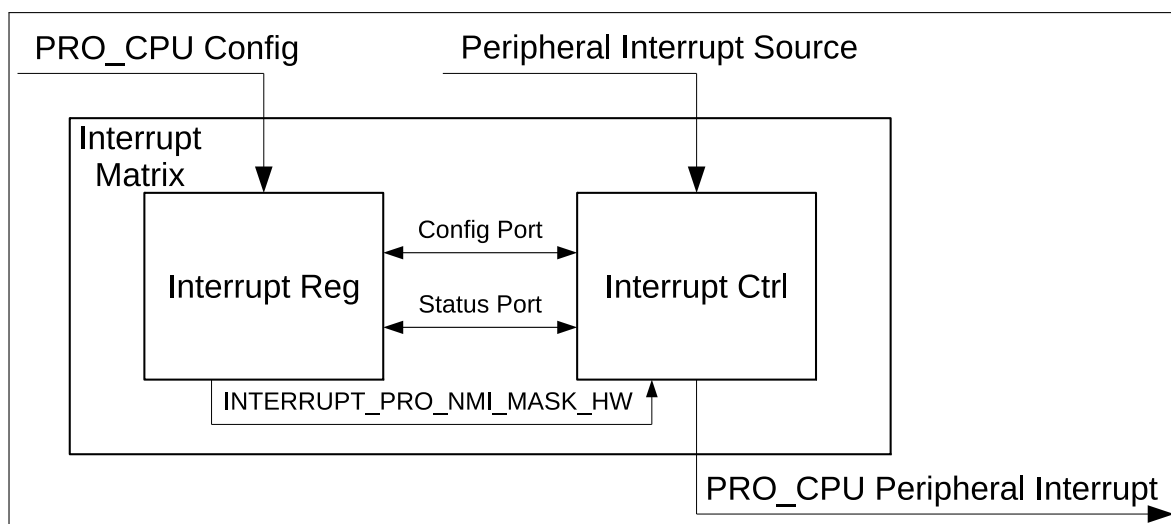 PRO_CPU Config
Peripheral Interrupt Source
Interrupt
Matrix
Config Port
Interrupt Reg
Interrupt Ctrl
Status Port
INTERRUPT_PRO_NMI_MASK_HW
PRO_CPU Peripheral Interrupt